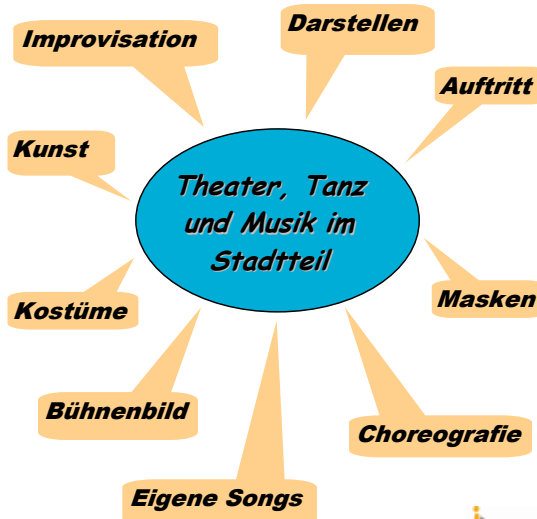 Improvisation
Darstellen
Auftritt
Kunst
Theater, Tanz
und Musik im
Stadtteil
Kostüme
Masken
Bühnenbild
Choreografie
Eigene Songs